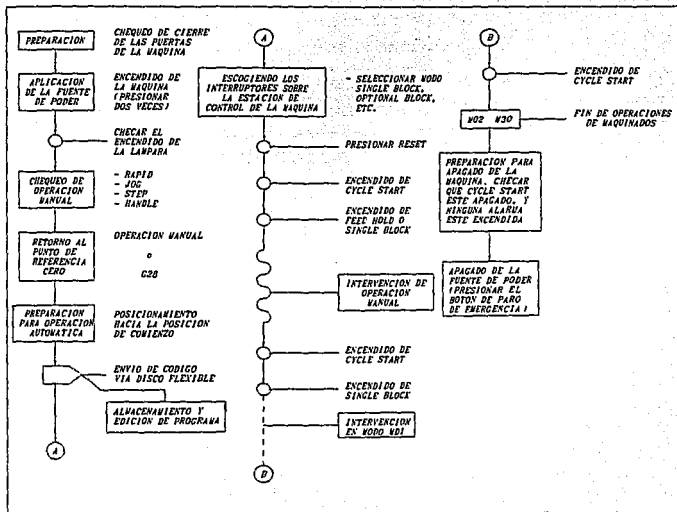 PREPARACION
CHEQUEO DE CIERRE
DE LAS PUERTAS
DE LA MAQUINA
APLICACION
DE LA FUENTE
DE PODER
ENCENDIDO DE
LA MAQUINA
(PRESIONAR
DOS VECES)
CHECAR EL
ENCENDIDO DE
LA LAMPARA
CHEQUEO DE
OPERACION
MANUAL
- RAPID
- JOG
- STEP
- HANDLE
RETORNO AL
PUNTO DE
REFERENCIA
CERO
OPERACION MANUAL
O
G28
PREPARACION
PARA OPERACION
AUTOMATICA
POSICIONAMIENTO
HACIA LA POSICION
DE COMIENZO
ENVIO DE CODIGO
VIA DISCO FLEXIBLE
ALMACENAMIENTO Y
EDICION DE PROGRAMA
A
A
ESCOGIENDO LOS
INTERRUPTORES SOBRE
LA ESTACION DE
CONTROL DE LA MAQUINA
- SELECCIONAR MODO
SINGLE BLOCK,
OPTIONAL BLOCK,
ETC.
PRESIONAR RESET
ENCENDIDO DE
CYCLE START
ENCENDIDO DE
FEEL HOLD O
SINGLE BLOCK
INTERVENCION DE
OPERACION
MANUAL
ENCENDIDO DE
CYCLE START
ENCENDIDO DE
SINGLE BLOCK
INTERVENCION
EN MODO MDI
B
B
ENCENDIDO DE
CYCLE START
M02 M30
FIN DE OPERACIONES
DE MAQUINADOS
PREPARACION PARA
APAGADO DE LA
MAQUINA. CHECAR
QUE CYCLE START
ESTE APAGADO, Y
NINGUNA ALARMA
ESTE ENCENDIDA
APAGADO DE LA
FUENTE DE PODER
(PRESIONAR EL
BOTON DE PARO
DE EMERGENCIA)